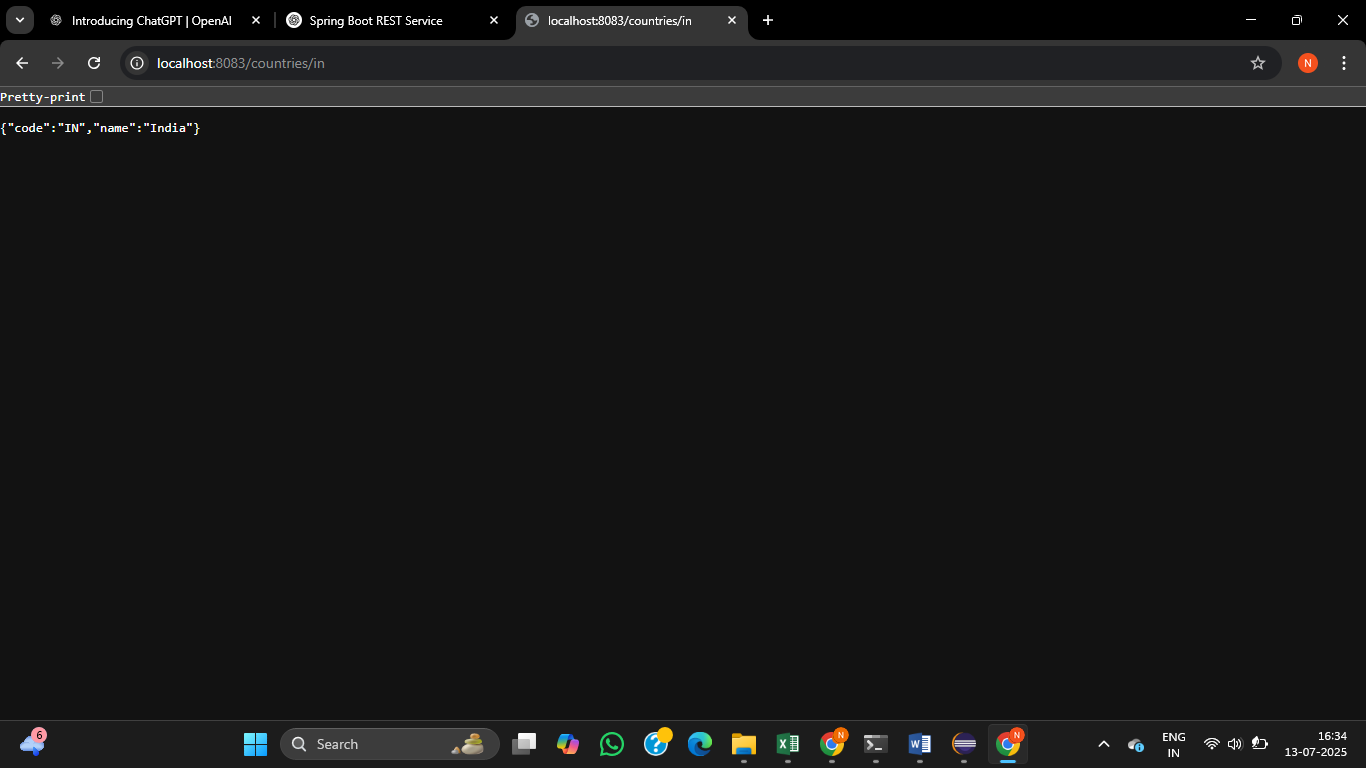 Introducing ChatGPT | OpenAI
Spring Boot REST Service
localhost:8083/countries/in
localhost:8083/countries/in
N
Pretty-print
{"code":"IN","name":"India"}
6
Search
N
N
ENG
IN
16:34
13-07-2025